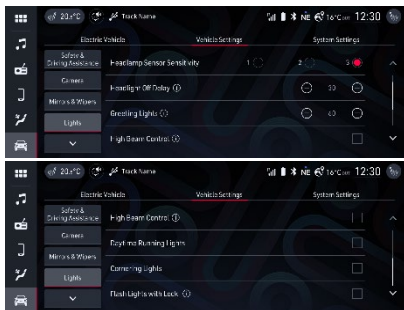 20.5°C
Track Name
NE
16°C
12:30
Electric Vehicle
Vehicle Settings
System Settings
Safety &
Driving Assistance
Camera
Mirrors & Wipers
Lights
Headlamp Sensor Sensitivity
1
2
3
Headlight Off Delay
30
Greeting Lights
60
High Beam Control
20.5°C
Track Name
NE
16°C
12:30
Electric Vehicle
Vehicle Settings
System Settings
Safety &
Driving Assistance
Camera
Mirrors & Wipers
Lights
High Beam Control
Daytime Running Lights
Cornering Lights
Flash Lights with Lock